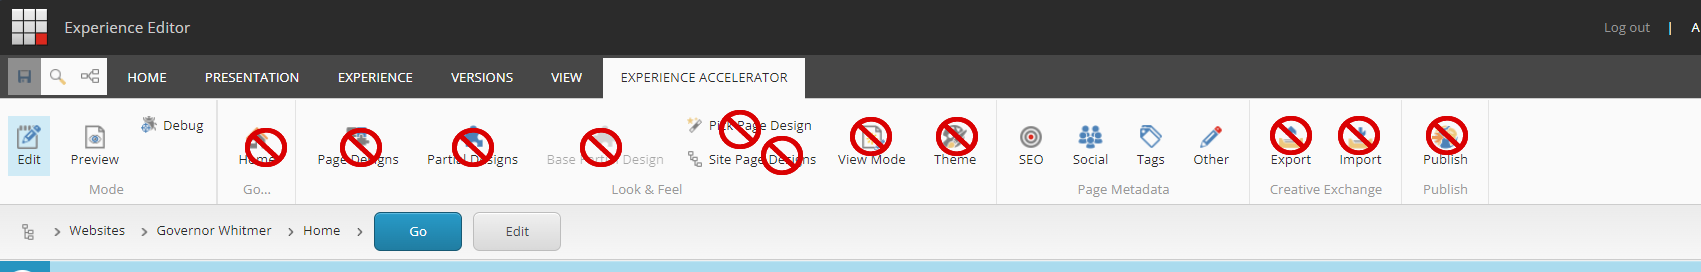 Experience Editor
Log out | A
HOME PRESENTATION EXPERIENCE VERSIONS VIEW EXPERIENCE ACCELERATOR
Debug Pick Page Design
Edit Preview Home Page Designs Partial Designs Base Partial Design Site Page Designs View Mode Theme SEO Social Tags Other Export Import Publish
Mode Go... Look & Feel Page Metadata Creative Exchange Publish
Websites Governor Whitmer Home Go Edit